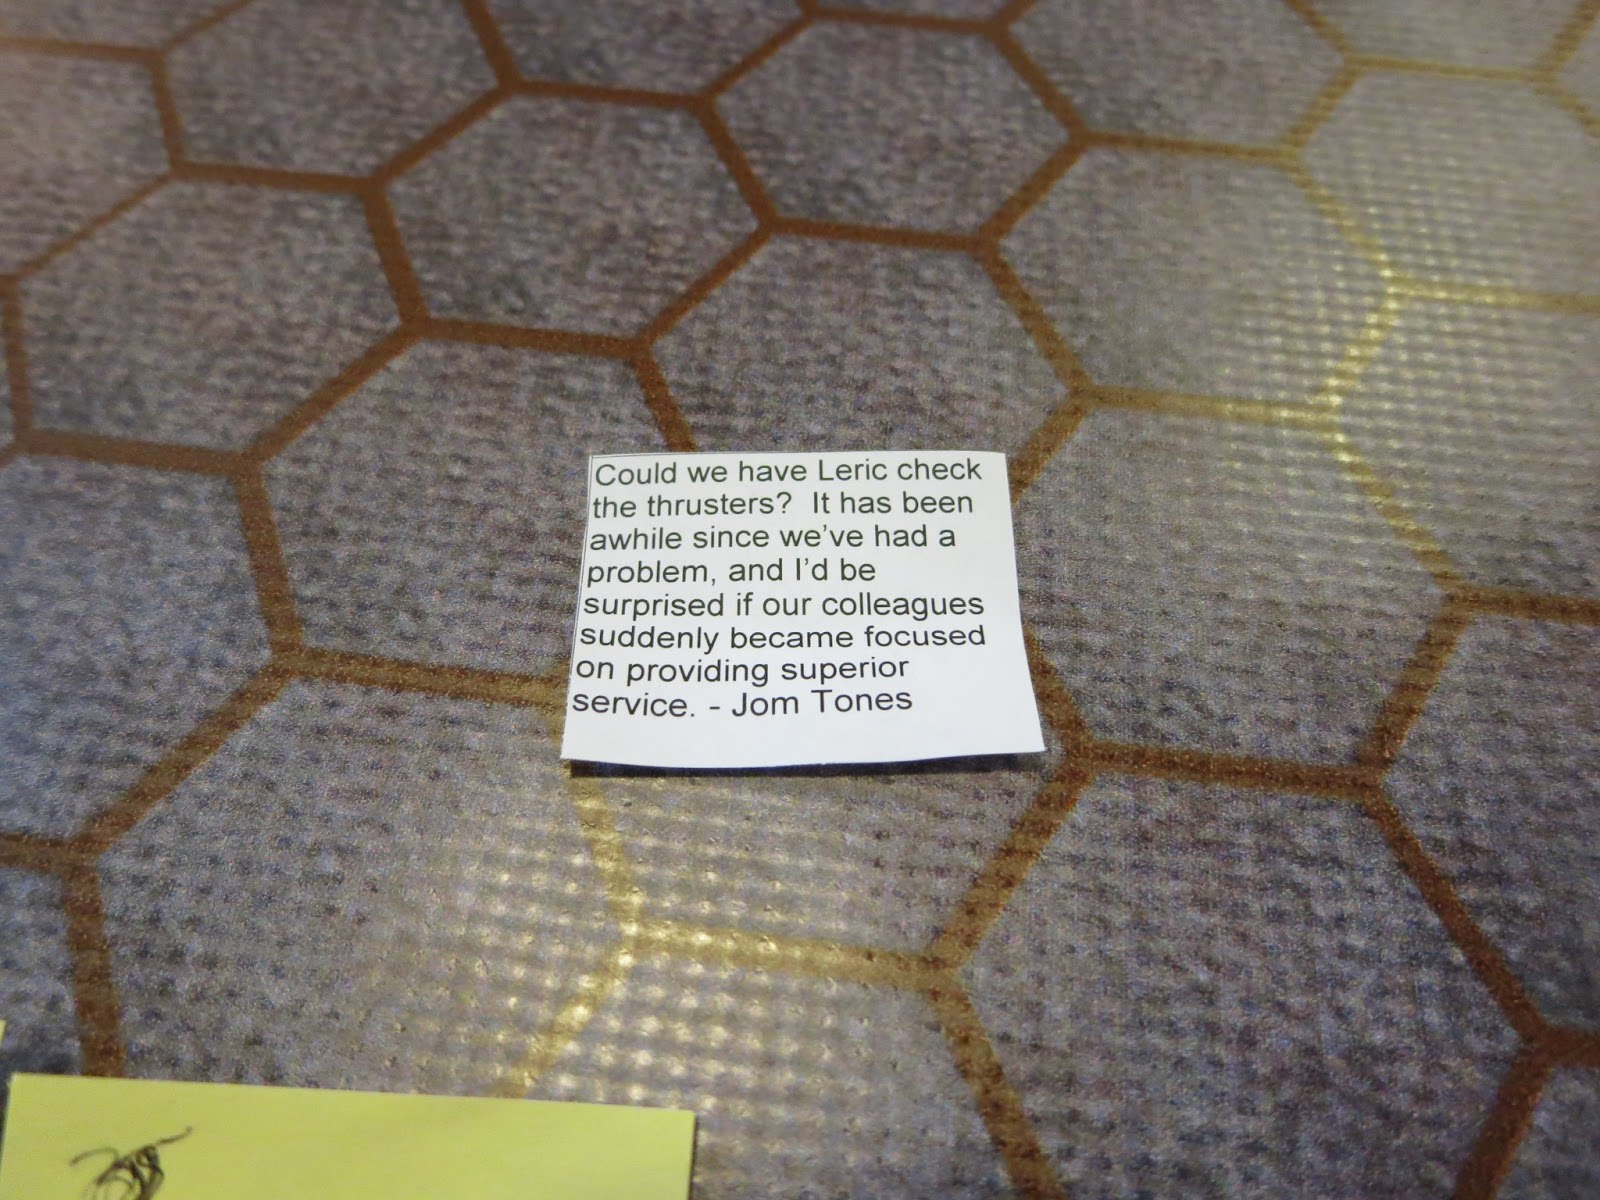 Could we have Leric check
the thrusters?  It has been
awhile since we've had a
problem, and I'd be
surprised if our colleagues
suddenly became focused
on providing superior
service. - Jom Tones